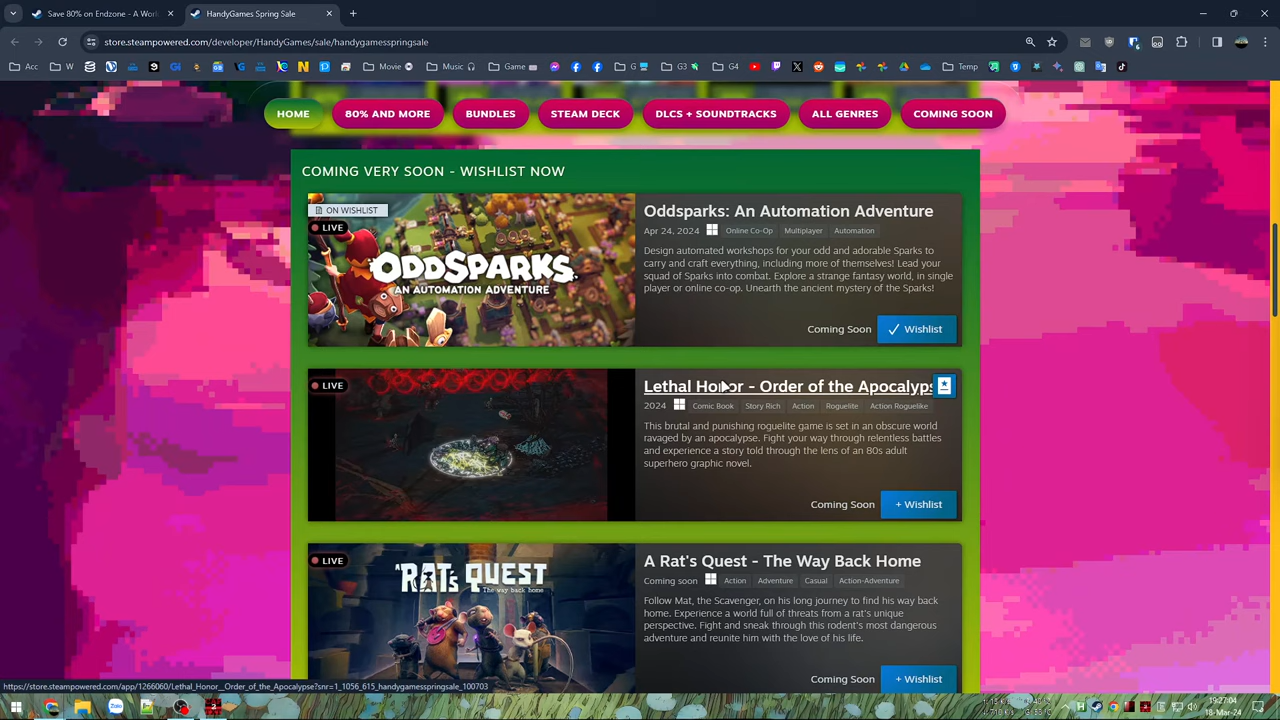 Save 80% on Endzone - A Worl
HandyGames Spring Sale
store.steampowered.com/developer/HandyGames/sale/handygamesspringsale
Acc
W
Movie
Music
Game
G
G3
G4
Temp
HOME
80% AND MORE
BUNDLES
STEAM DECK
DLCS + SOUNDTRACKS
ALL GENRES
COMING SOON
COMING VERY SOON - WISHLIST NOW
ON WISHLIST
LIVE
ODDSPARKS
AN AUTOMATION ADVENTURE
Oddsparks: An Automation Adventure
Apr 24, 2024 Online Co-Op Multiplayer Automation
Design automated workshops for your odd and adorable Sparks to
carry and craft everything, including more of themselves! Lead your
squad of Sparks into combat. Explore a strange fantasy world, in single
player or online co-op. Unearth the ancient mystery of the Sparks!
Coming Soon ✓ Wishlist
LIVE
Lethal Honor - Order of the Apocalyps
2024 Comic Book Story Rich Action Roguelite Action Roguelike
This brutal and punishing roguelite game is set in an obscure world
ravaged by an apocalypse. Fight your way through relentless battles
and experience a story told through the lens of an 80s adult
superhero graphic novel.
Coming Soon + Wishlist
LIVE
A RAT'S QUEST
The way back home
A Rat's Quest - The Way Back Home
Coming soon Action Adventure Casual Action-Adventure
Follow Mat, the Scavenger, on his long journey to find his way back
home. Experience a world full of threats from a rat's unique
perspective. Fight and sneak through this rodent's most dangerous
adventure and reunite him with the love of his life.
+ Wishlist
https://store.steampowered.com/app/1266060/Lethal_Honor__Order_of_the_Apocalypse?snr=1_1056_615_handygamesspringsale_100703
19:27:04
18-Mar-24